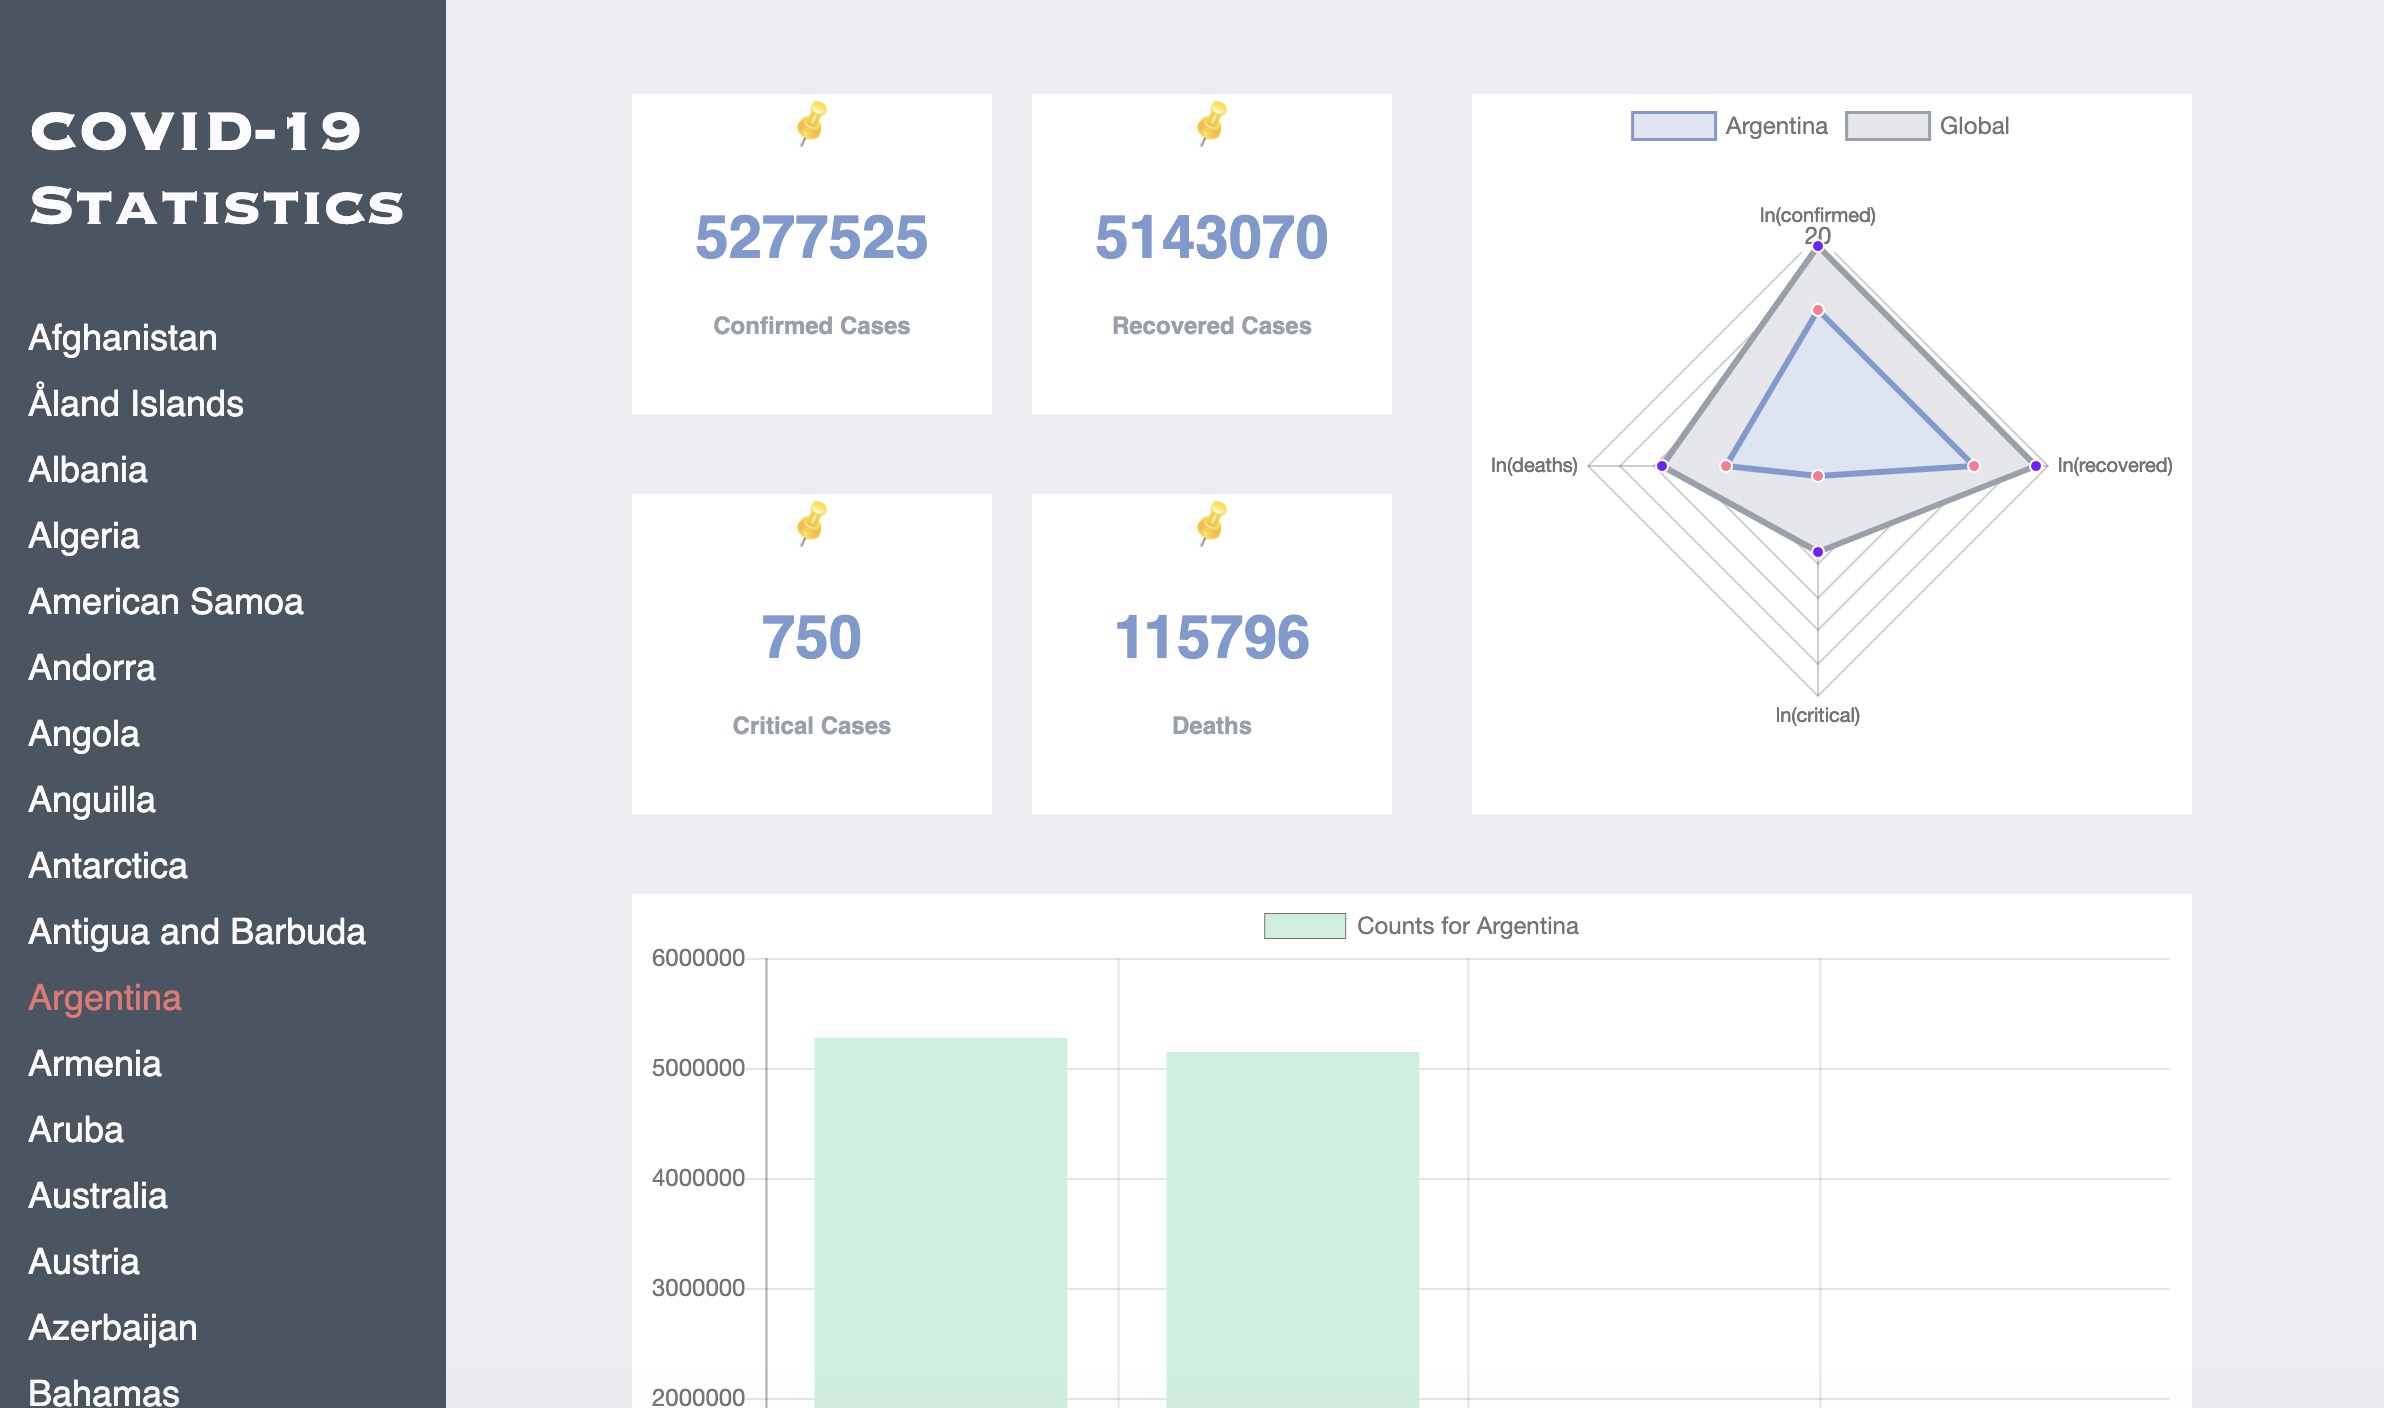 COVID-19
STATISTICS
Afghanistan
Åland Islands
Albania
Algeria
American Samoa
Andorra
Angola
Anguilla
Antarctica
Antigua and Barbuda
Argentina
Armenia
Aruba
Australia
Austria
Azerbaijan
Bahamas
5277525
Confirmed Cases
5143070
Recovered Cases
750
Critical Cases
115796
Deaths
Argentina
Global
ln(confirmed)
20
ln(deaths)
ln(recovered)
ln(critical)
Counts for Argentina
6000000
5000000
4000000
3000000
2000000